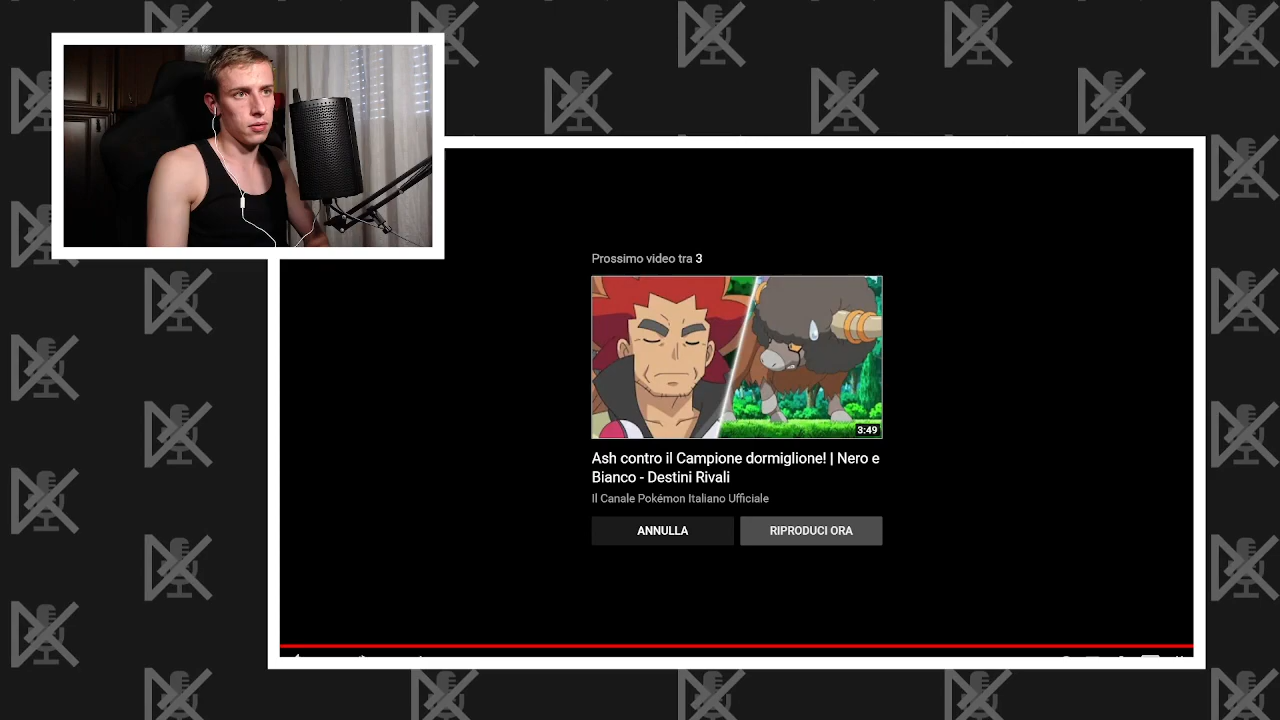 Prossimo video tra 3
3:49
Ash contro il Campione dormiglione! | Nero e
Bianco - Destini Rivali
Il Canale Pokémon Italiano Ufficiale
ANNULLA
RIPRODUCI ORA